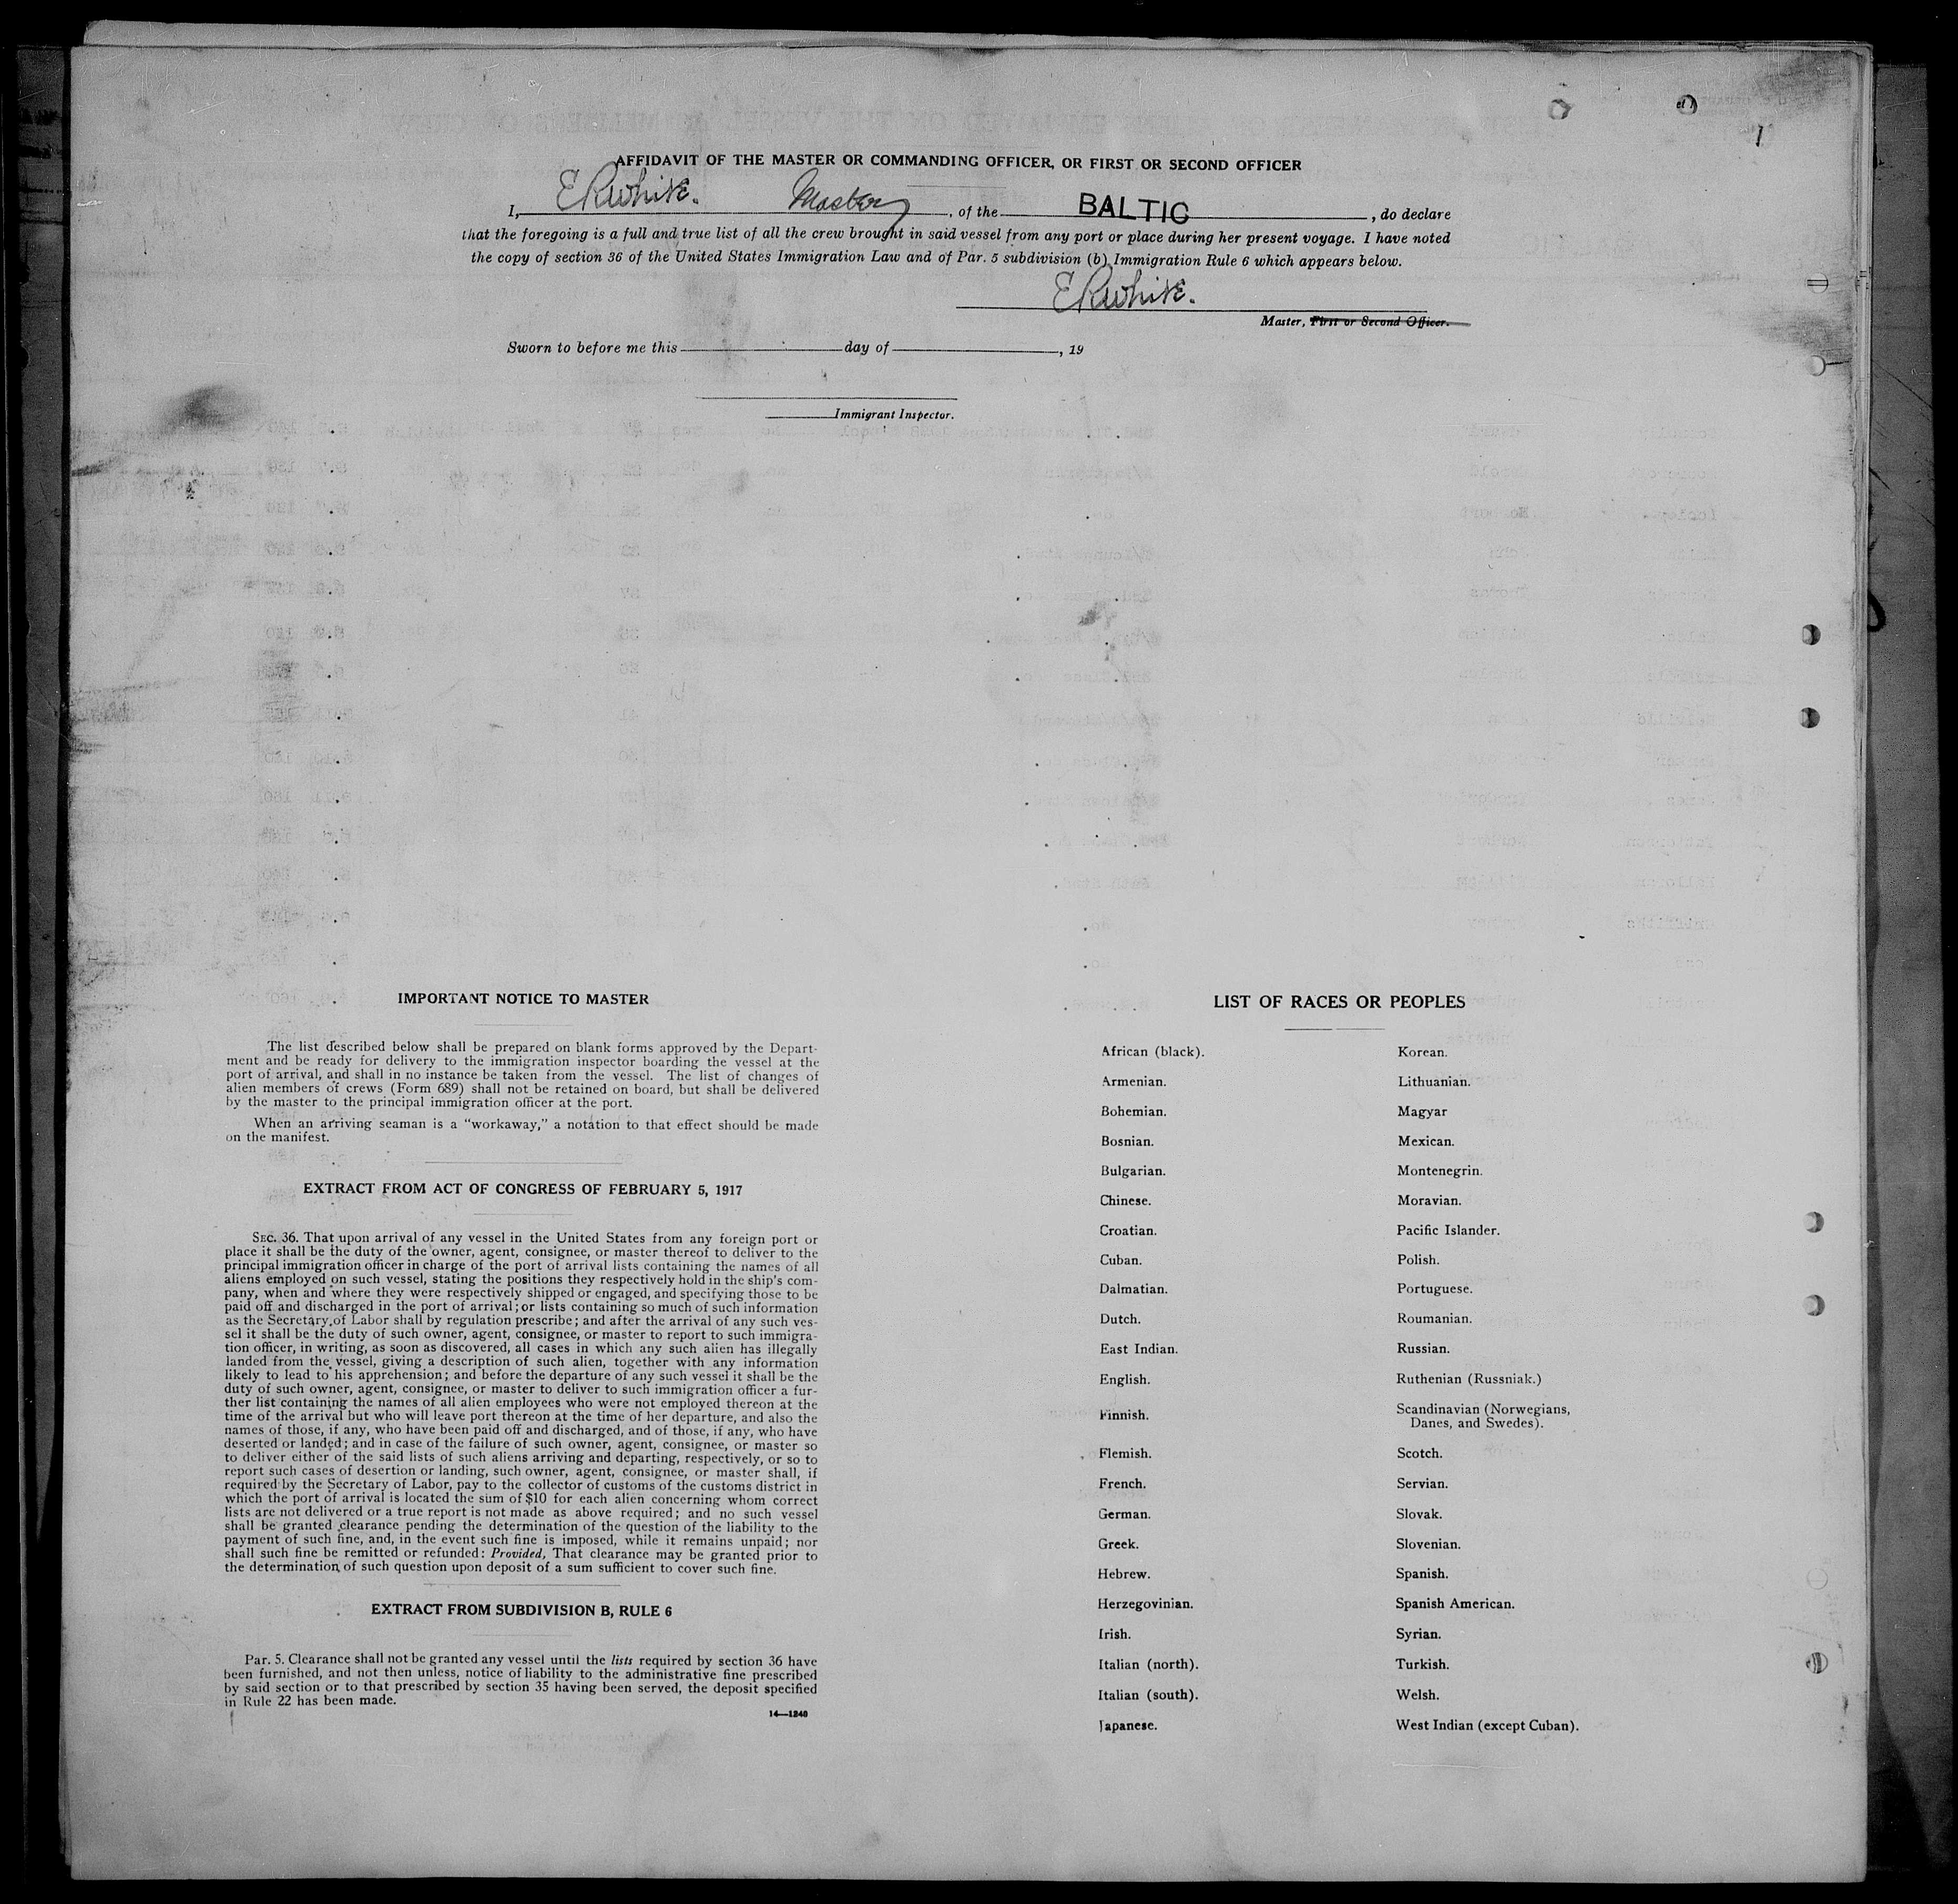 AFFIDAVIT OF THE MASTER OR COMMANDING OFFICER, OR FIRST OR SECOND OFFICER
I, ERWhite. Master, of the BALTIC, do declare
that the foregoing is a full and true list of all the crew brought in said vessel from any port or place during her present voyage. I have noted
the copy of section 36 of the United States Immigration Law and of Par. 5 subdivision (b) Immigration Rule 6 which appears below.
ERWhite.
Master, First or Second Officer.
Sworn to before me this day of , 19
Immigrant Inspector.
IMPORTANT NOTICE TO MASTER
The list described below shall be prepared on blank forms approved by the Depart-
ment and be ready for delivery to the immigration inspector boarding the vessel at the
port of arrival, and shall in no instance be taken from the vessel. The list of changes of
alien members of crews (Form 689) shall not be retained on board, but shall be delivered
by the master to the principal immigration officer at the port.
When an arriving seaman is a "workaway," a notation to that effect should be made
on the manifest.
EXTRACT FROM ACT OF CONGRESS OF FEBRUARY 5, 1917
SEC. 36. That upon arrival of any vessel in the United States from any foreign port or
place it shall be the duty of the owner, agent, consignee, or master thereof to deliver to the
principal immigration officer in charge of the port of arrival lists containing the names of all
aliens employed on such vessel, stating the positions they respectively hold in the ship's com-
pany, when and where they were respectively shipped or engaged, and specifying those to be
paid off and discharged in the port of arrival; or lists containing so much of such information
as the Secretary of Labor shall by regulation prescribe; and after the arrival of any such ves-
sel it shall be the duty of such owner, agent, consignee, or master to report to such immigra-
tion officer, in writing, as soon as discovered, all cases in which any such alien has illegally
landed from the vessel, giving a description of such alien, together with any information
likely to lead to his apprehension; and before the departure of any such vessel it shall be the
duty of such owner, agent, consignee, or master to deliver to such immigration officer a fur-
ther list containing the names of all alien employees who were not employed thereon at the
time of the arrival but who will leave port thereon at the time of her departure, and also the
names of those, if any, who have been paid off and discharged, and of those, if any, who have
deserted or landed; and in case of the failure of such owner, agent, consignee, or master so
to deliver either of the said lists of such aliens arriving and departing, respectively, or so to
report such cases of desertion or landing, such owner, agent, consignee, or master shall, if
required by the Secretary of Labor, pay to the collector of customs of the customs district in
which the port of arrival is located the sum of $10 for each alien concerning whom correct
lists are not delivered or a true report is not made as above required; and no such vessel
shall be granted clearance pending the determination of the question of the liability to the
payment of such fine, and, in the event such fine is imposed, while it remains unpaid; nor
shall such fine be remitted or refunded: Provided, That clearance may be granted prior to
the determination of such question upon deposit of a sum sufficient to cover such fine.
EXTRACT FROM SUBDIVISION B, RULE 6
Par. 5. Clearance shall not be granted any vessel until the lists required by section 36 have
been furnished, and not then unless, notice of liability to the administrative fine prescribed
by said section or to that prescribed by section 35 having been served, the deposit specified
in Rule 22 has been made.
14—1240
LIST OF RACES OR PEOPLES
African (black).
Armenian.
Bohemian.
Bosnian.
Bulgarian.
Chinese.
Croatian.
Cuban.
Dalmatian.
Dutch.
East Indian.
English.
Finnish.
Flemish.
French.
German.
Greek.
Hebrew.
Herzegovinian.
Irish.
Italian (north).
Italian (south).
Japanese.
Korean.
Lithuanian.
Magyar
Mexican.
Montenegrin.
Moravian.
Pacific Islander.
Polish.
Portuguese.
Roumanian.
Russian.
Ruthenian (Russniak.)
Scandinavian (Norwegians,
Danes, and Swedes).
Scotch.
Servian.
Slovak.
Slovenian.
Spanish.
Spanish American.
Syrian.
Turkish.
Welsh.
West Indian (except Cuban).